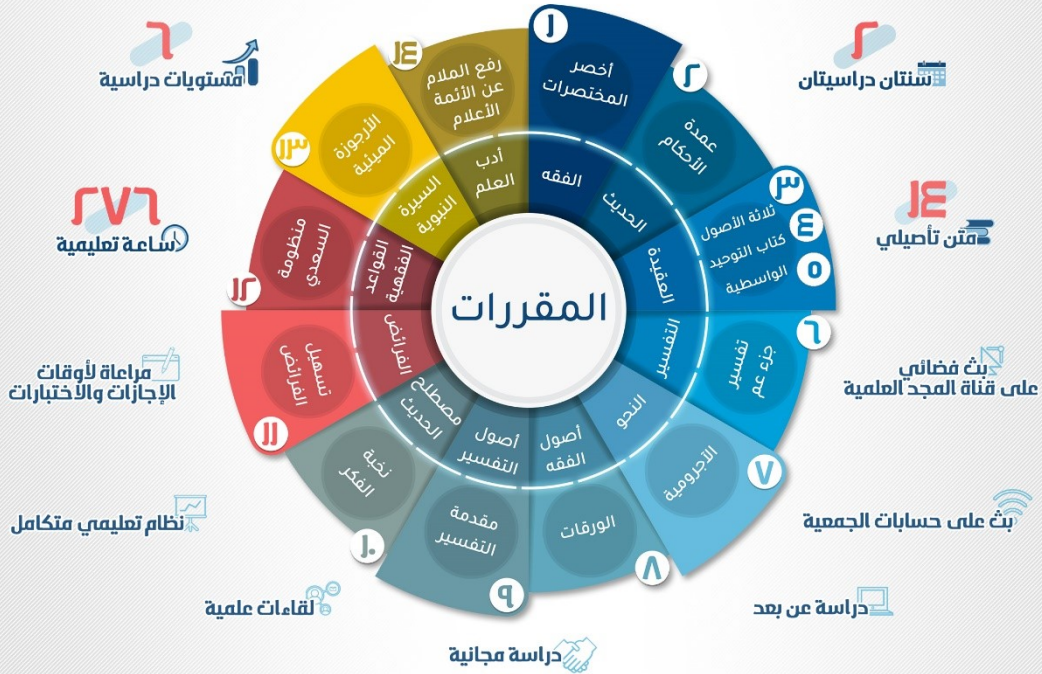 المقررات
١
أخصر
المختصرات
الفقه
٢
عمدة
الأحكام
الحديث
٣
ثلاثة الأصول
٤
كتاب التوحيد
٥
الواسطية
العقيدة
٦
تفسير
جزء عم
التفسير
٧
الآجرومية
النحو
٨
الورقات
أصول
الفقه
٩
مقدمة
التفسير
أصول
التفسير
١٠
نخبة
الفكر
مصطلح
الحديث
١١
تسهيل
الفرائض
الفرائض
١٢
منظومة
السعدي
القواعد
الفقهية
١٣
الأرجوزة
الميئية
السيرة
النبوية
١٤
رفع الملام
عن الأئمة
الأعلام
أدب
العلم
٢
سنتان دراسيتان
١٤
متن تأصيلي
بث فضائي
على قناة المجد العلمية
بث على حسابات الجمعية
دراسة عن بعد
دراسة مجانية
لقاءات علمية
نظام تعليمي متكامل
مراعاة لأوقات
الإجازات والاختبارات
٢٧٦
ساعة تعليمية
٦
مستويات دراسية